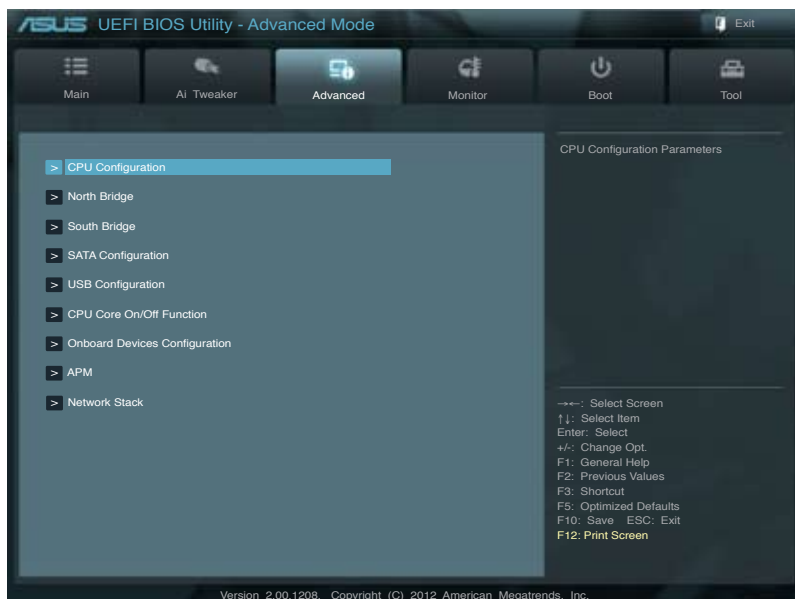 ASUS UEFI BIOS Utility - Advanced Mode
Exit
Main
Ai Tweaker
Advanced
Monitor
Boot
Tool
> CPU Configuration
> North Bridge
> South Bridge
> SATA Configuration
> USB Configuration
> CPU Core On/Off Function
> Onboard Devices Configuration
> APM
> Network Stack
CPU Configuration Parameters
→←: Select Screen
↑↓: Select Item
Enter: Select
+/-: Change Opt.
F1: General Help
F2: Previous Values
F3: Shortcut
F5: Optimized Defaults
F10: Save ESC: Exit
F12: Print Screen
Version 2.00.1208. Copyright (C) 2012 American Megatrends, Inc.